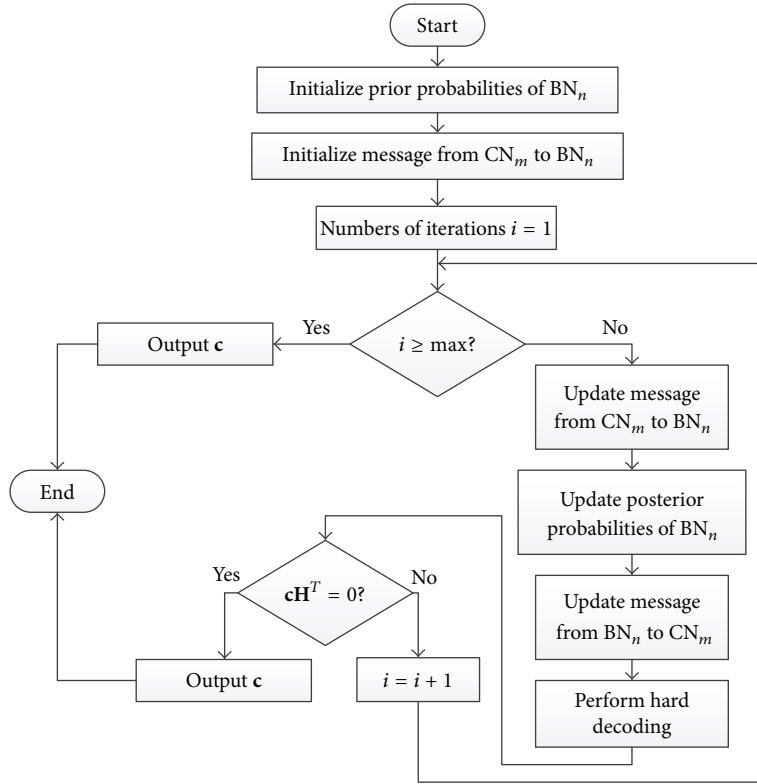 Start
Initialize prior probabilities of BNₙ
Initialize message from CNₘ to BNₙ
Numbers of iterations i = 1
i ≥ max?
Yes
No
Output c
Update message
from CNₘ to BNₙ
End
Update posterior
probabilities of BNₙ
cHᵀ = 0?
Yes
No
Update message
from BNₙ to CNₘ
Output c
i = i + 1
Perform hard
decoding